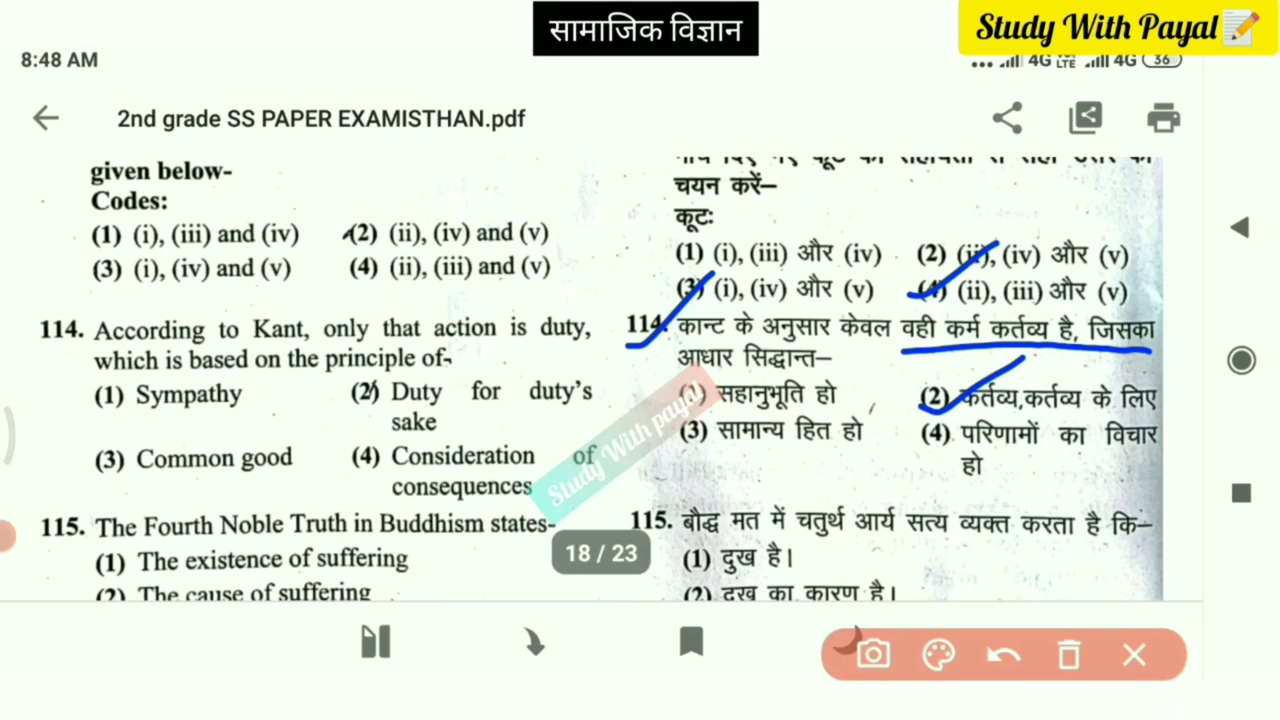 सामाजिक विज्ञान
Study With Payal
8:48 AM
4G VoLTE 4G 36
2nd grade SS PAPER EXAMISTHAN.pdf
given below-
Codes:
(1) (i), (iii) and (iv) (2) (ii), (iv) and (v)
(3) (i), (iv) and (v) (4) (ii), (iii) and (v)
114. According to Kant, only that action is duty,
which is based on the principle of-
(1) Sympathy (2) Duty for duty's
sake
(3) Common good (4) Consideration of
consequences
115. The Fourth Noble Truth in Buddhism states-
(1) The existence of suffering
(2) The cause of suffering
चयन करें–
कूटः
(1) (i), (iii) और (iv) (2) (ii), (iv) और (v)
(3) (i), (iv) और (v) (4) (ii), (iii) और (v)
114. कान्ट के अनुसार केवल वही कर्म कर्तव्य है, जिसका
आधार सिद्धान्त–
(1) सहानुभूति हो (2) कर्तव्य,कर्तव्य के लिए
(3) सामान्य हित हो (4) परिणामों का विचार
हो
115. बौद्ध मत में चतुर्थ आर्य सत्य व्यक्त करता है कि–
(1) दुख है।
(2) दुख का कारण है।
Study With payal
18 / 23